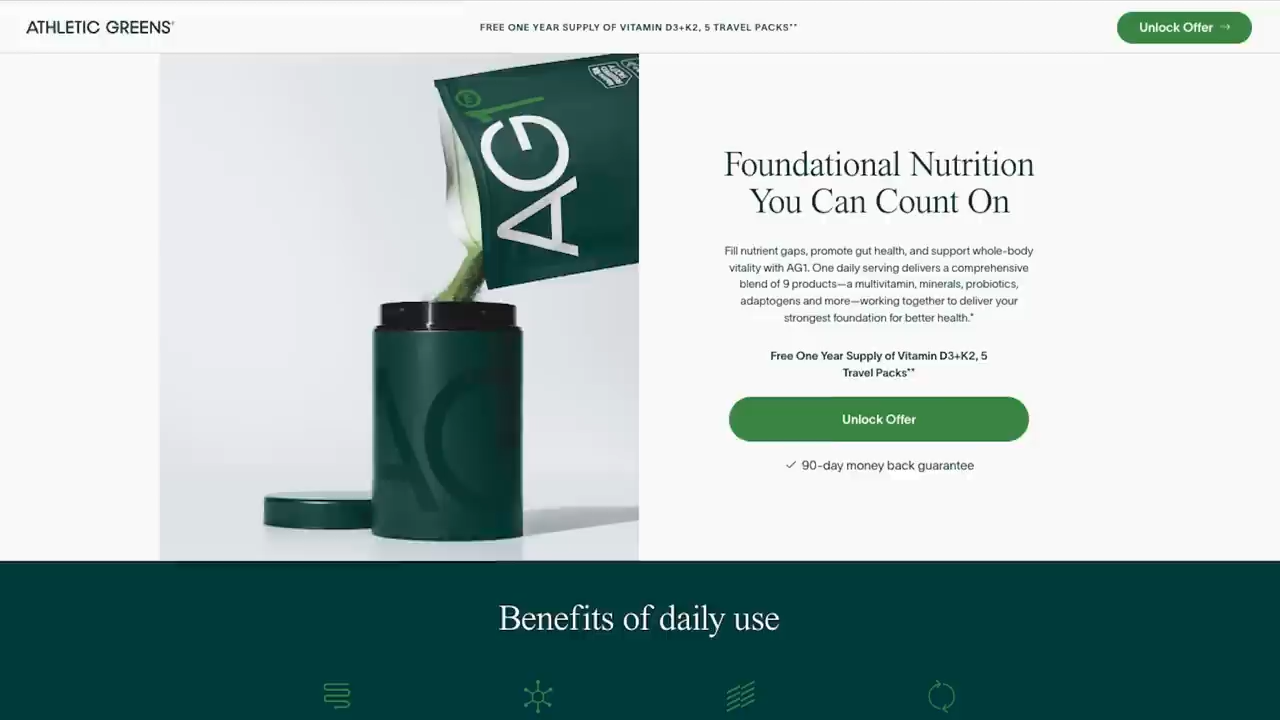 ATHLETIC GREENS®
FREE ONE YEAR SUPPLY OF VITAMIN D3+K2, 5 TRAVEL PACKS**
Unlock Offer →
AG1®
AG
Foundational Nutrition
You Can Count On
Fill nutrient gaps, promote gut health, and support whole-body
vitality with AG1. One daily serving delivers a comprehensive
blend of 9 products—a multivitamin, minerals, probiotics,
adaptogens and more—working together to deliver your
strongest foundation for better health.*
Free One Year Supply of Vitamin D3+K2, 5
Travel Packs**
Unlock Offer
✓ 90-day money back guarantee
Benefits of daily use